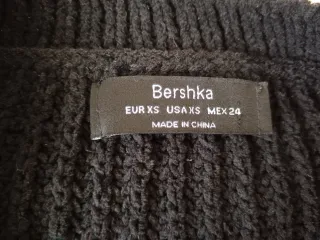 Bershka
EUR XS USA XS MEX 24
MADE IN CHINA